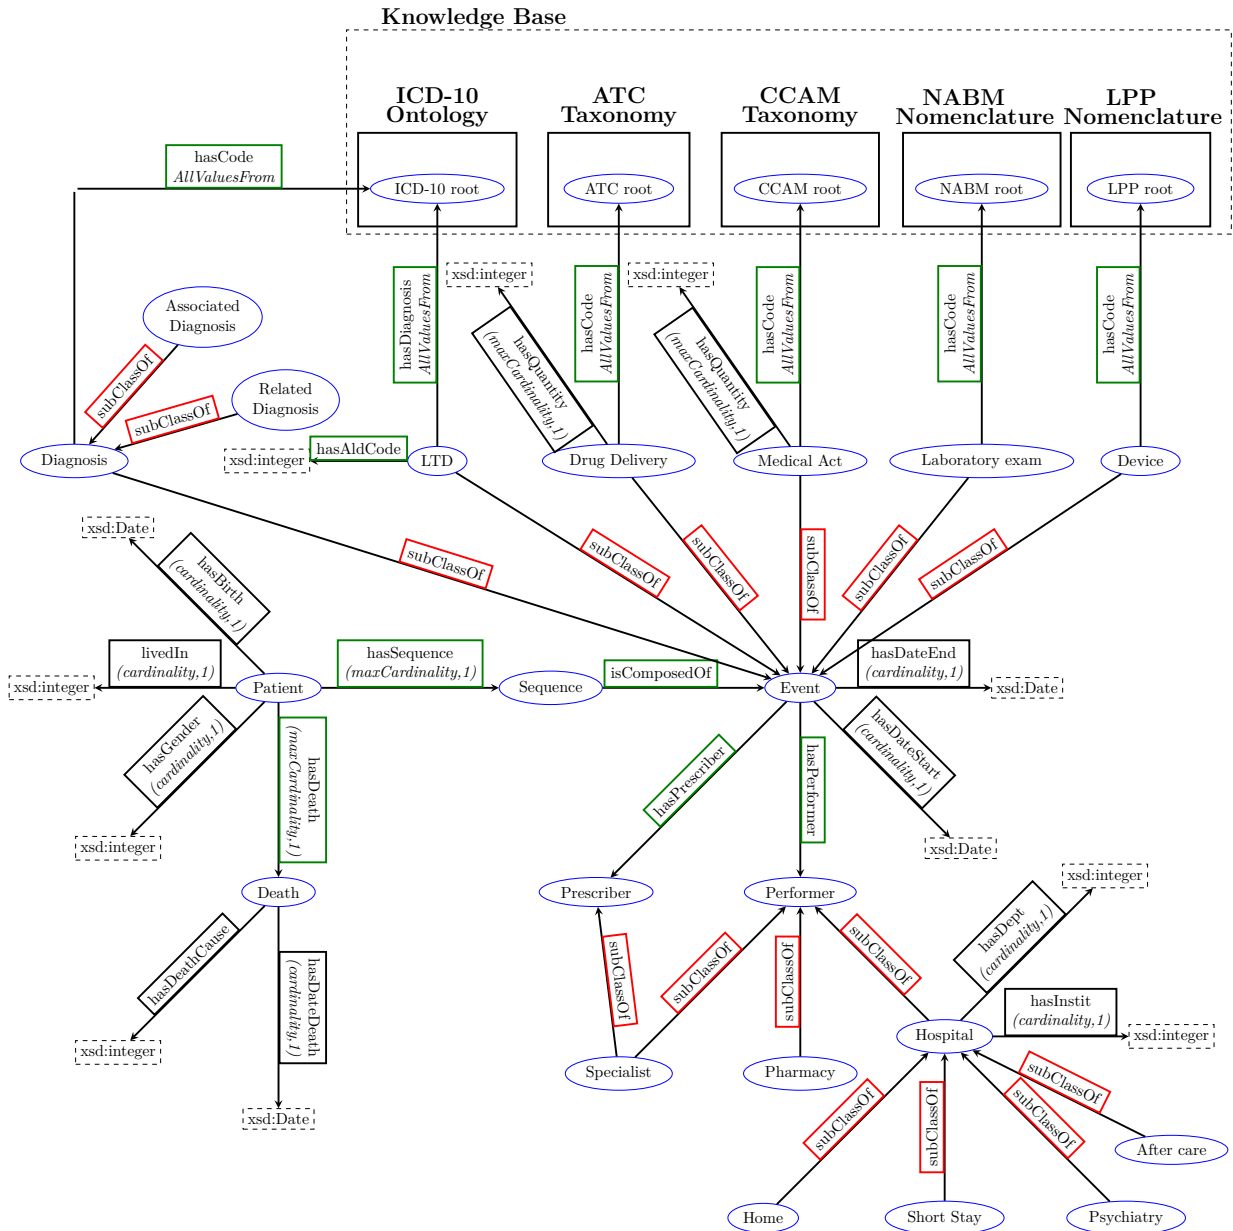 Knowledge Base
ICD-10
Ontology
ATC
Taxonomy
CCAM
Taxonomy
NABM
Nomenclature
LPP
Nomenclature
hasCode
AllValuesFrom
ICD-10 root
ATC root
CCAM root
NABM root
LPP root
xsd:integer
xsd:integer
hasDiagnosis
AllValuesFrom
hasCode
AllValuesFrom
hasCode
AllValuesFrom
hasCode
AllValuesFrom
hasCode
AllValuesFrom
Associated
Diagnosis
hasQuantity
(maxCardinality,1)
hasQuantity
(maxCardinality,1)
subClassOf
Related
Diagnosis
subClassOf
Diagnosis
xsd:integer
hasAldCode
LTD
Drug Delivery
Medical Act
Laboratory exam
Device
xsd:Date
subClassOf
subClassOf
subClassOf
subClassOf
subClassOf
subClassOf
hasBirth
(cardinality,1)
livedIn
(cardinality,1)
hasSequence
(maxCardinality,1)
isComposedOf
hasDateEnd
(cardinality,1)
xsd:integer
Patient
Sequence
Event
xsd:Date
hasGender
(cardinality,1)
hasDeath
(maxCardinality,1)
hasPrescriber
hasPerformer
hasDateStart
(cardinality,1)
xsd:integer
xsd:Date
Death
Prescriber
Performer
xsd:integer
hasDeathCause
hasDateDeath
(cardinality,1)
subClassOf
subClassOf
subClassOf
subClassOf
hasDept
(cardinality,1)
hasInstit
(cardinality,1)
Hospital
xsd:integer
xsd:integer
Specialist
Pharmacy
xsd:Date
subClassOf
subClassOf
subClassOf
subClassOf
After care
Home
Short Stay
Psychiatry